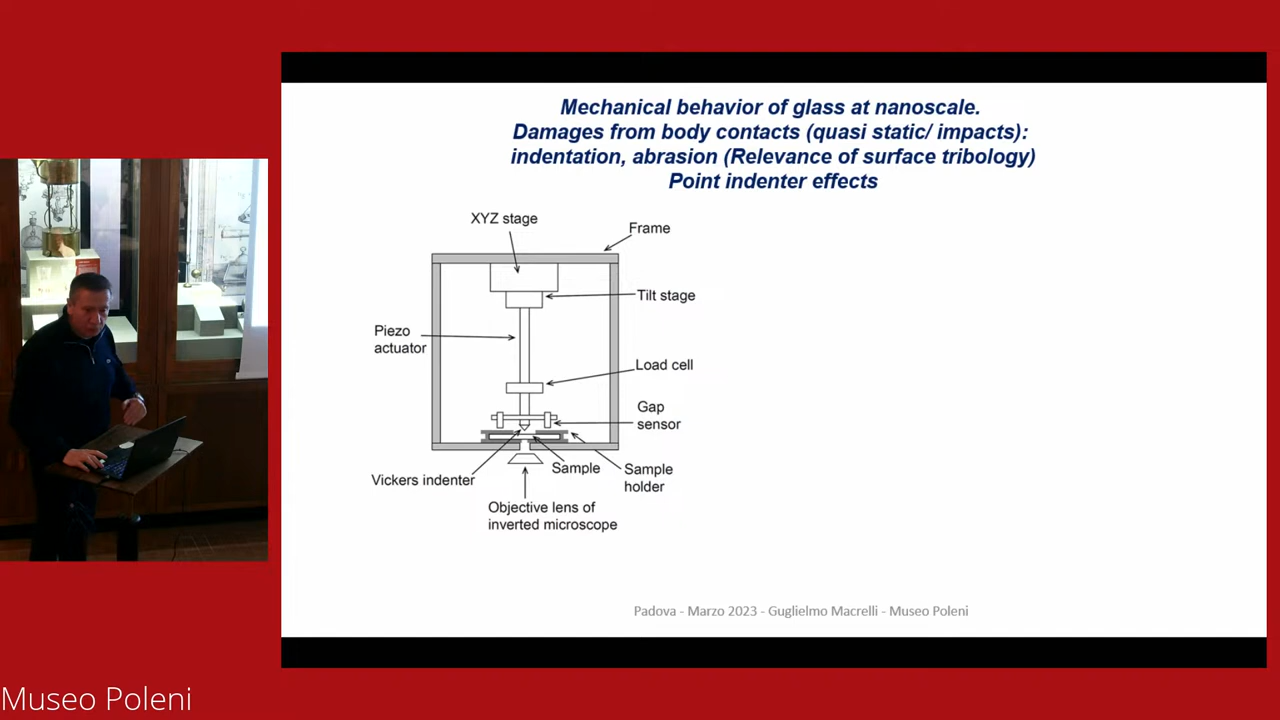 Mechanical behavior of glass at nanoscale.
Damages from body contacts (quasi static/ impacts):
indentation, abrasion (Relevance of surface tribology)
Point indenter effects
XYZ stage
Frame
Tilt stage
Piezo
actuator
Load cell
Gap
sensor
Vickers indenter
Sample
Sample
holder
Objective lens of
inverted microscope
Padova - Marzo 2023 - Guglielmo Macrelli - Museo Poleni
Museo Poleni